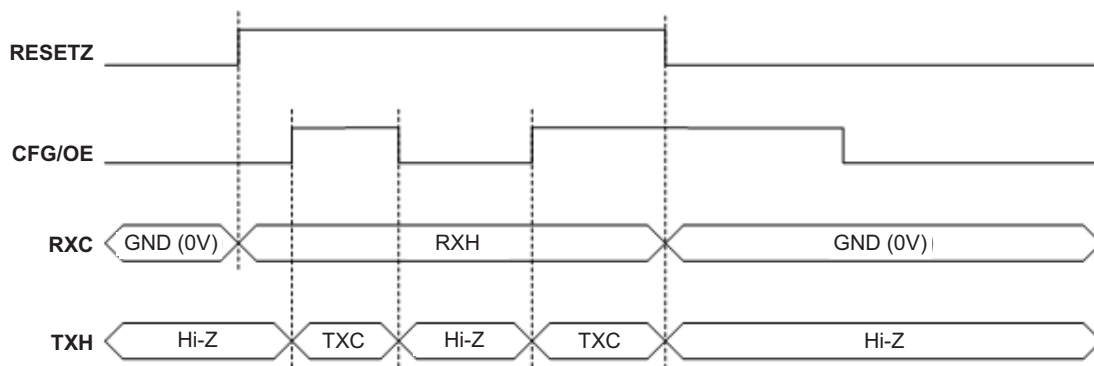 RESETZ
CFG/OE
RXC GND (0V) RXH GND (0V)
TXH Hi-Z TXC Hi-Z TXC Hi-Z